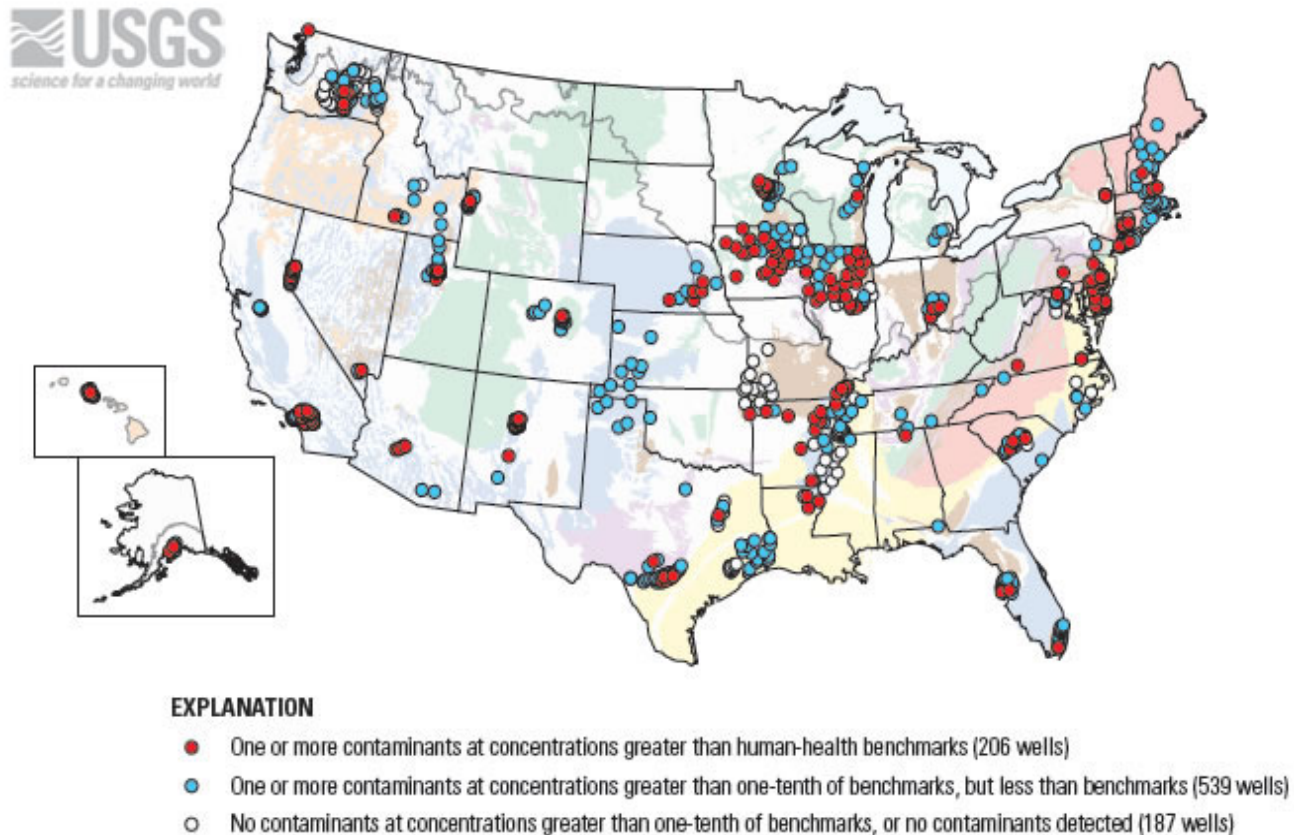 USGS
science for a changing world
EXPLANATION
One or more contaminants at concentrations greater than human-health benchmarks (206 wells)
One or more contaminants at concentrations greater than one-tenth of benchmarks, but less than benchmarks (539 wells)
No contaminants at concentrations greater than one-tenth of benchmarks, or no contaminants detected (187 wells)